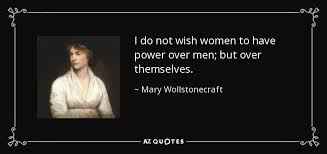 I do not wish women to have
power over men; but over
themselves.
~ Mary Wollstonecraft
AZ QUOTES